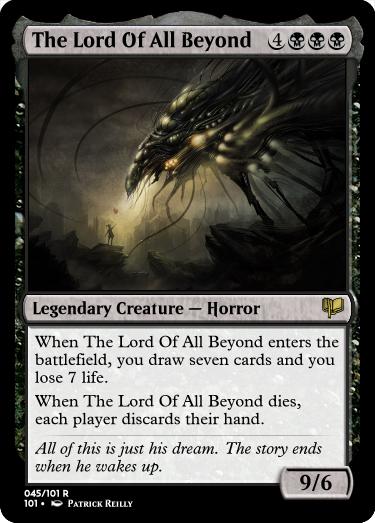 The Lord Of All Beyond 4
Legendary Creature — Horror
When The Lord Of All Beyond enters the
battlefield, you draw seven cards and you
lose 7 life.
When The Lord Of All Beyond dies,
each player discards their hand.
All of this is just his dream. The story ends
when he wakes up.
9/6
045/101 R
101 • Patrick Reilly